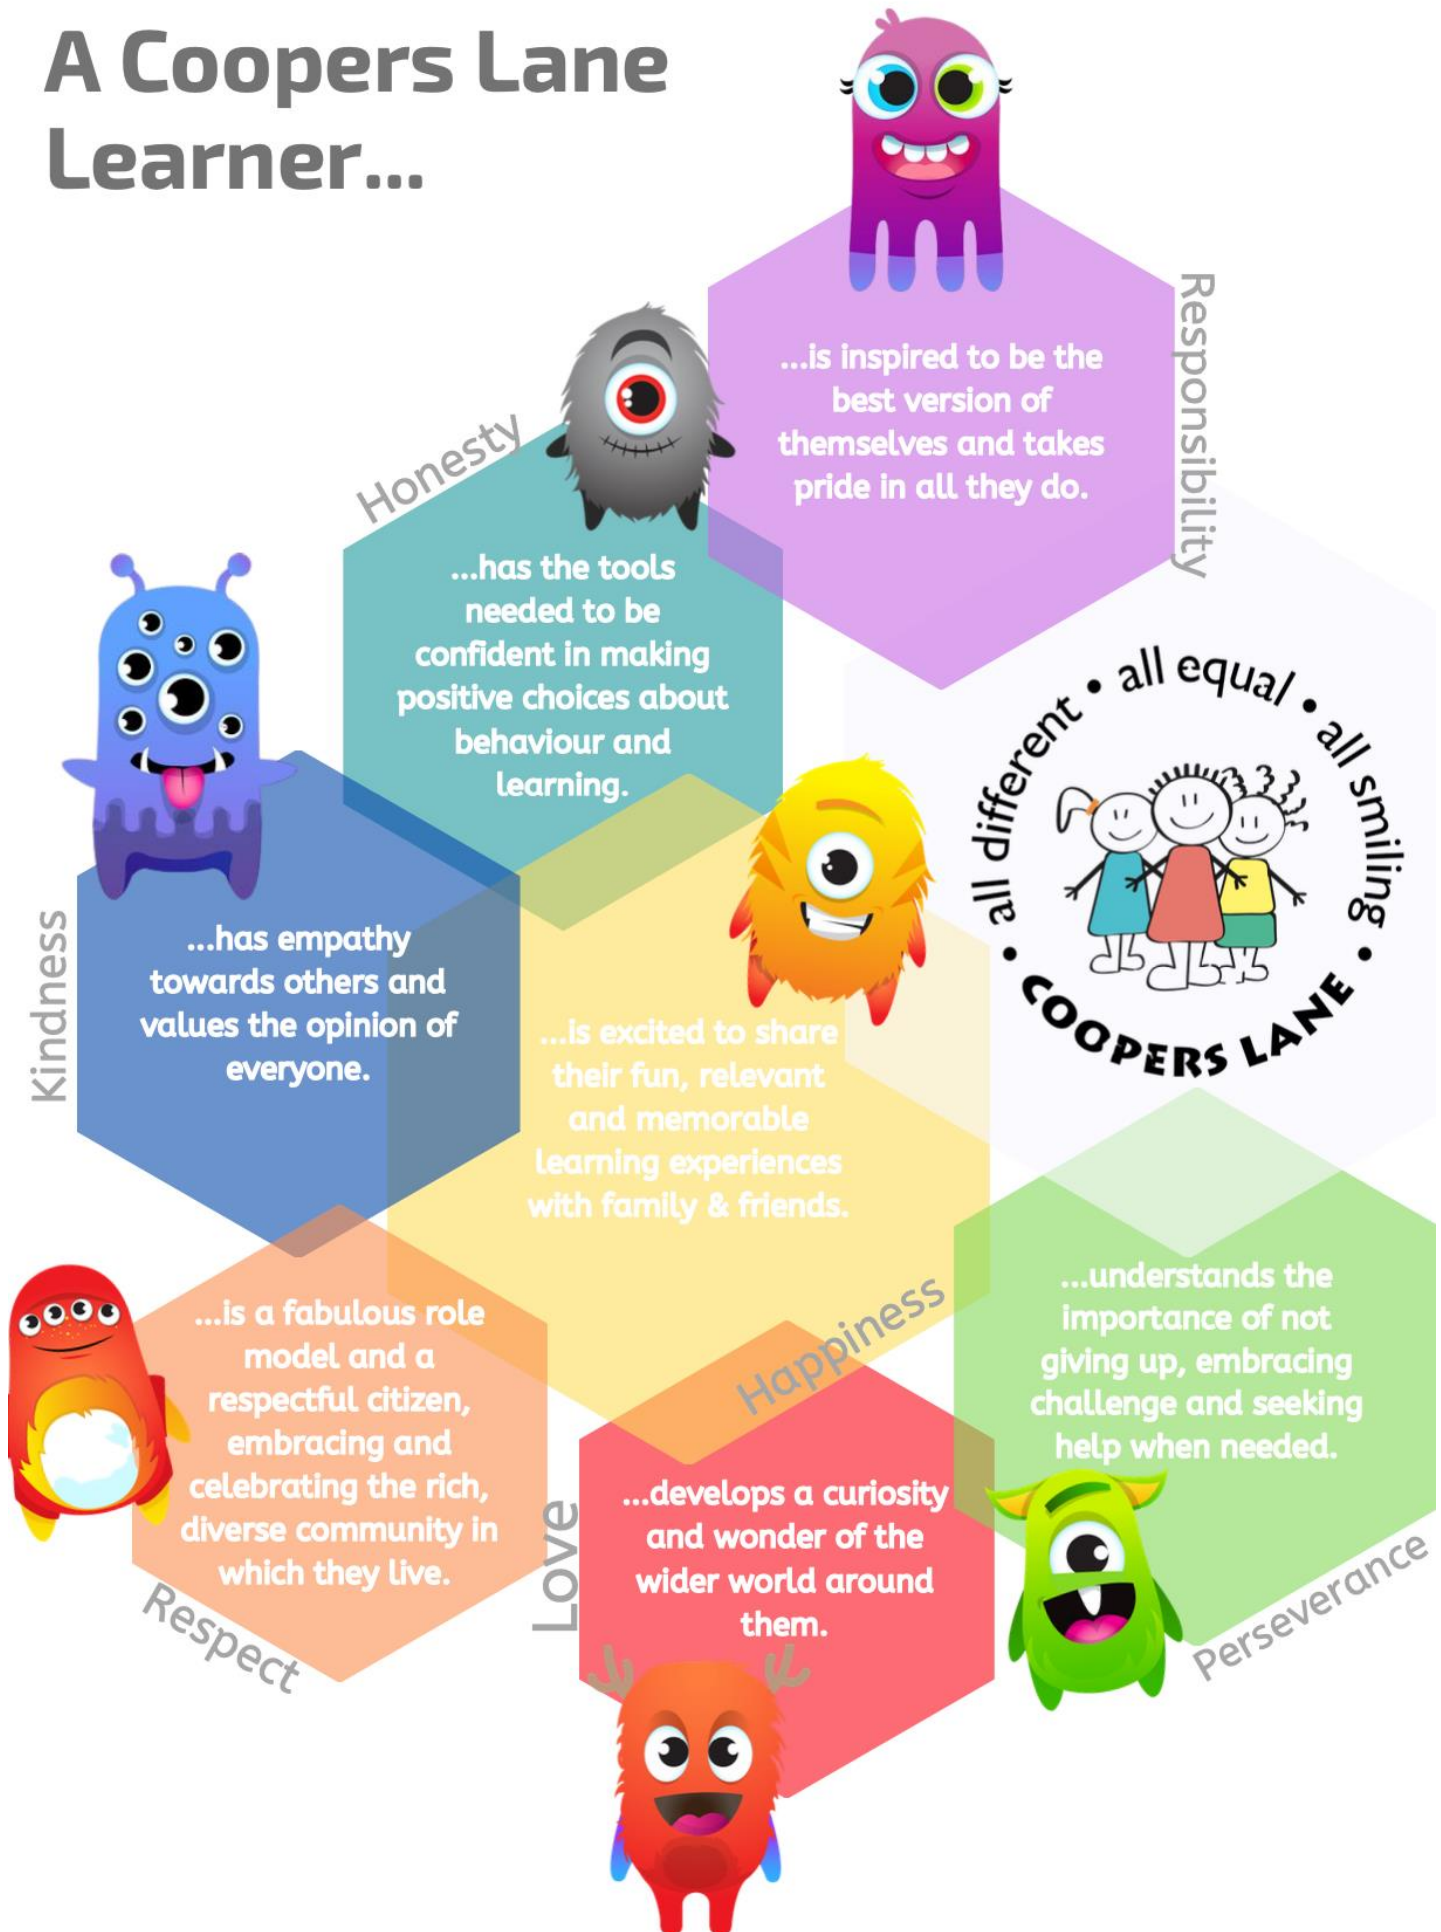 A Coopers Lane
Learner...
Responsibility
...is inspired to be the
best version of
themselves and takes
pride in all they do.
Honesty
...has the tools
needed to be
confident in making
positive choices about
behaviour and
learning.
• all different • all equal • all smiling •
COOPERS LANE
Kindness
...has empathy
towards others and
values the opinion of
everyone.
...is excited to share
their fun, relevant
and memorable
learning experiences
with family & friends.
Happiness
...is a fabulous role
model and a
respectful citizen,
embracing and
celebrating the rich,
diverse community in
which they live.
Respect
...understands the
importance of not
giving up, embracing
challenge and seeking
help when needed.
Perseverance
Love
...develops a curiosity
and wonder of the
wider world around
them.